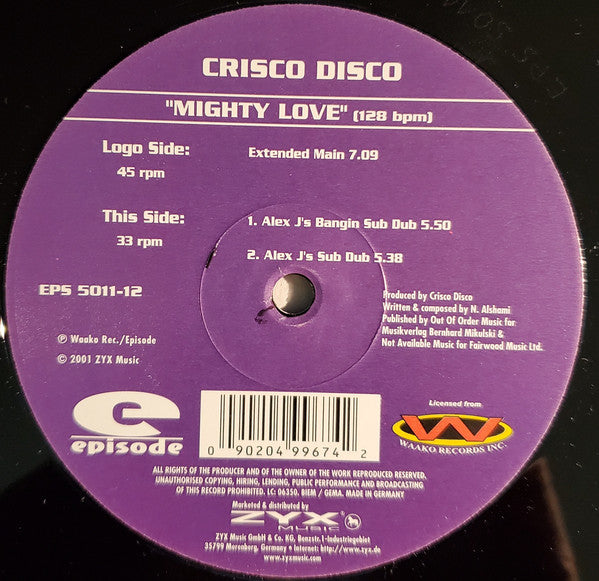 CRISCO DISCO
"MIGHTY LOVE" (128 bpm)
Logo Side:
Extended Main 7.09
45 rpm
This Side:
1. Alex J's Bangin Sub Dub 5.50
33 rpm
2. Alex J's Sub Dub 5.38
EPS 5011-12
Produced by Crisco Disco
Written & composed by N. Alshami
Published by Out Of Order Music for
Musikverlag Bernhard Mikulski &
Not Available Music for Fairwood Music Ltd.
℗ Waako Rec./Episode
© 2001 ZYX Music
e
episode
0 90204 99674 2
Licensed from
W
WAAKO RECORDS INC.
ALL RIGHTS OF THE PRODUCER AND OF THE OWNER OF THE WORK REPRODUCED RESERVED.
UNAUTHORISED COPYING, HIRING, LENDING, PUBLIC PERFORMANCE AND BROADCASTING
OF THIS RECORD PROHIBITED. LC: 06350. BIEM / GEMA. MADE IN GERMANY
Marketed & distributed by
ZYX
MUSIC
ZYX Music GmbH & Co. KG, Benzstr.1-Industriegebiet
35799 Merenberg, Germany • Internet: http://www.zyx.de
www.zyxmusic.com